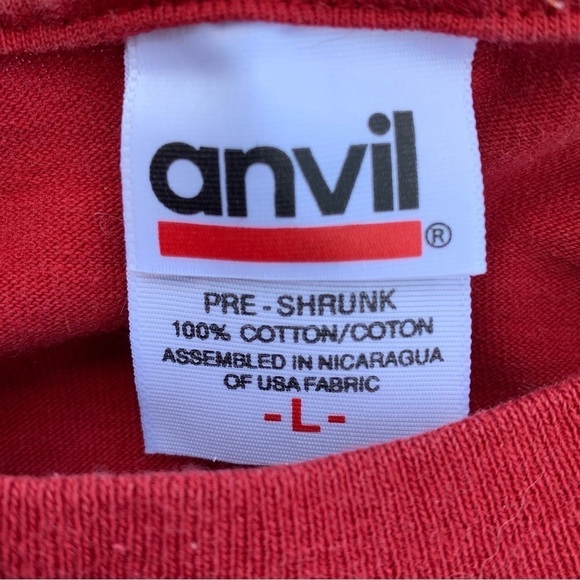 anvil®
PRE-SHRUNK
100% COTTON/COTON
ASSEMBLED IN NICARAGUA
OF USA FABRIC
-L-